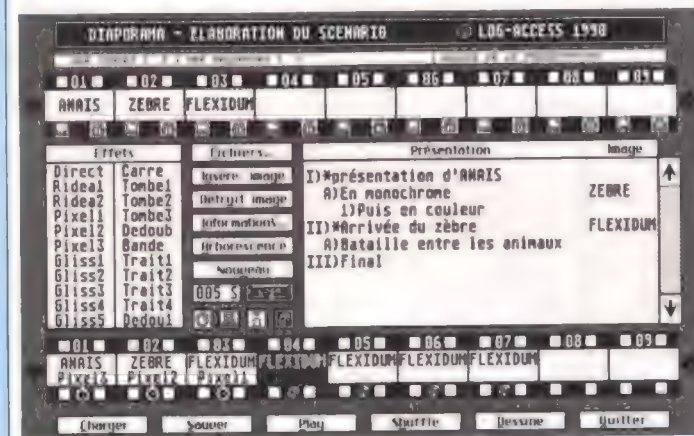 DIAPORAMA - ELABORATION DU SCENARIO LOG-ACCESS 1990
01 02 03 04 05 06 07 08 09
ANAIS ZEBRE FLEXIDUM
Effets
Direct Carre
Ridea1 Tombe1
Ridea2 Tombe2
Pixel1 Tombe3
Pixel2 Dedoub
Pixel3 Bande
Gliss1 Trait1
Gliss2 Trait2
Gliss3 Trait3
Gliss4 Trait4
Gliss5 Dedou1
Fichiers.
Insere image
Detruit image
Informations
Arborescence
Nouveau
005 S
Présentation Image
I)*présentation d'ANAIS
A)En monochrome ZEBRE
i)Puis en couleur
II)*Arrivée du zèbre FLEXIDUM
A)Bataille entre les animaux
III)Final
01 02 03 04 05 06 07 08 09
ANAIS ZEBRE FLEXIDUM FLEXIDUM FLEXIDUM FLEXIDUM FLEXIDUM
Pixel3 Pixel2 Pixel1
Charger Sauver Play Shuffle Dessine Quitter